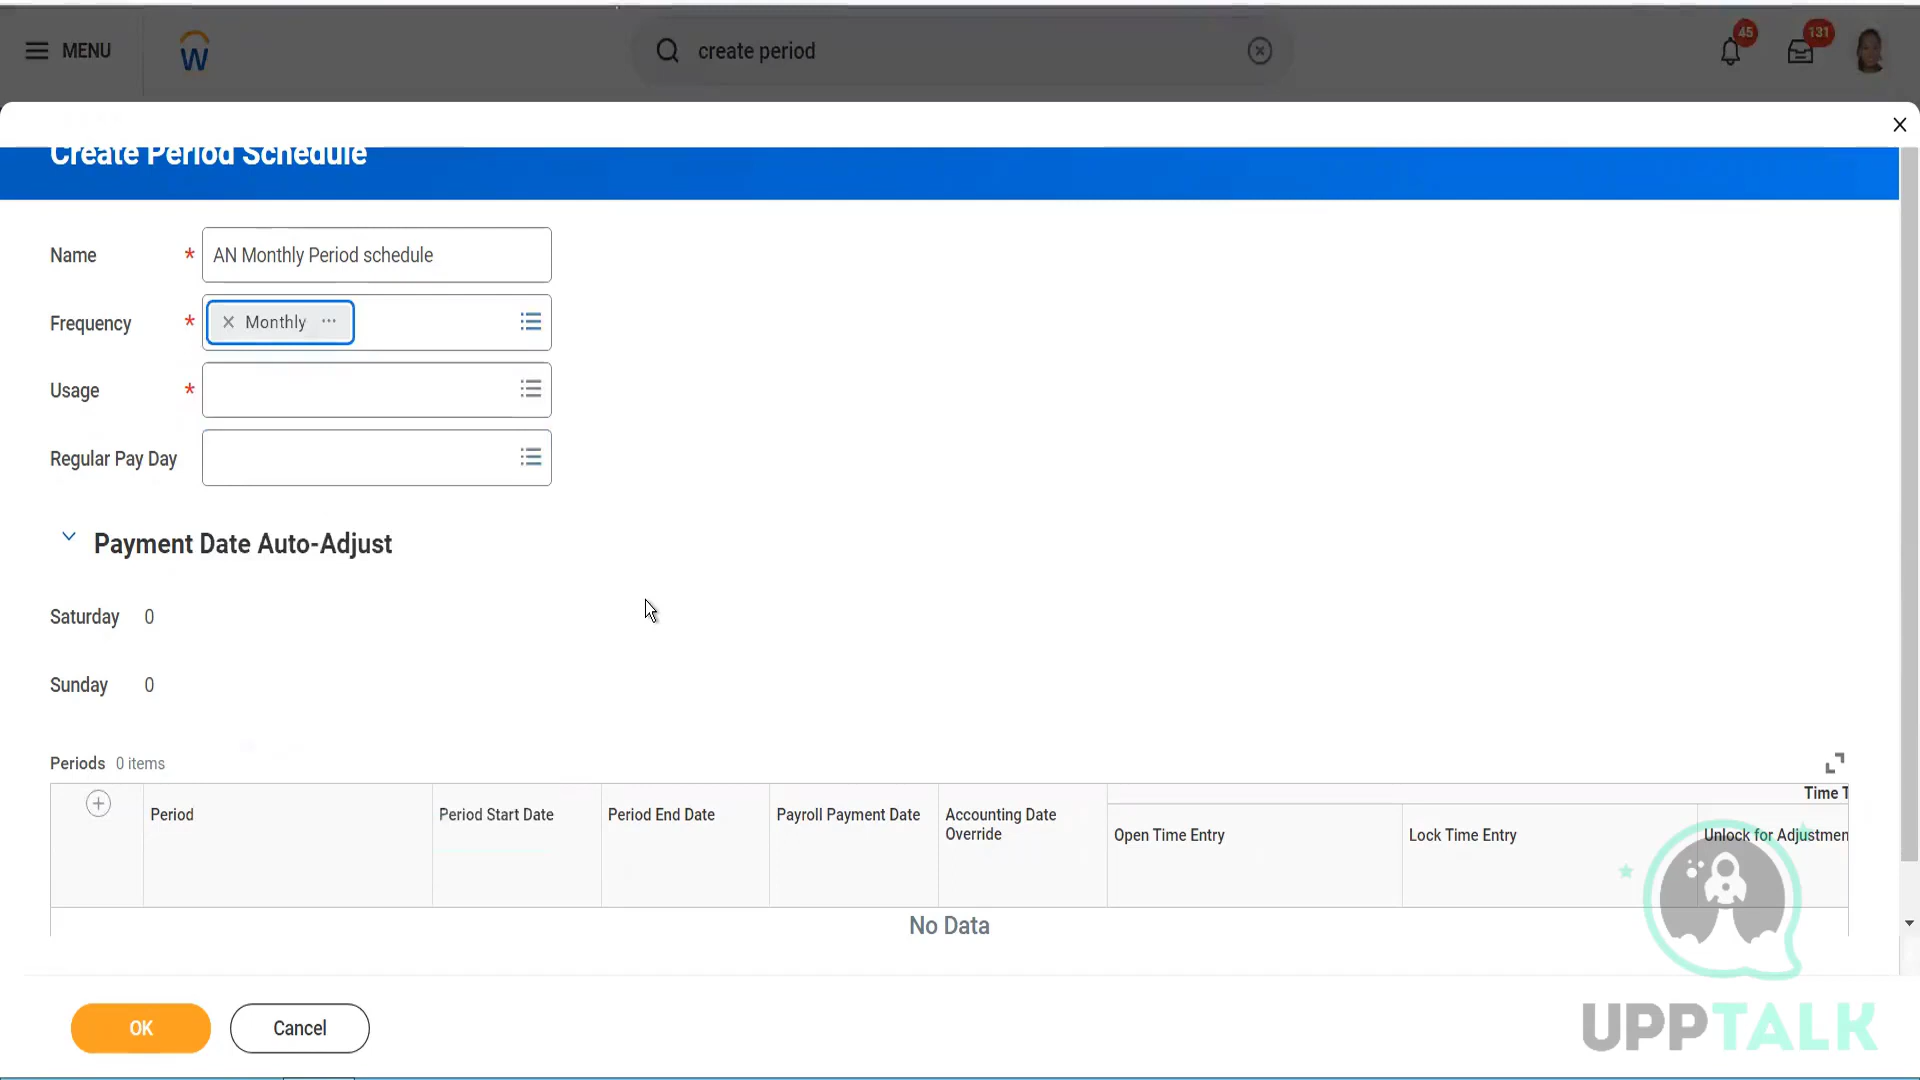 MENU
W
create period
45
131
Create Period Schedule
Name *
AN Monthly Period schedule
Frequency *
Monthly
Usage *
Regular Pay Day
Payment Date Auto-Adjust
Saturday 0
Sunday 0
Periods 0 items
Time T
Period
Period Start Date
Period End Date
Payroll Payment Date
Accounting Date
Override
Open Time Entry
Lock Time Entry
Unlock for Adjustmen
No Data
OK
Cancel
UPPTALK